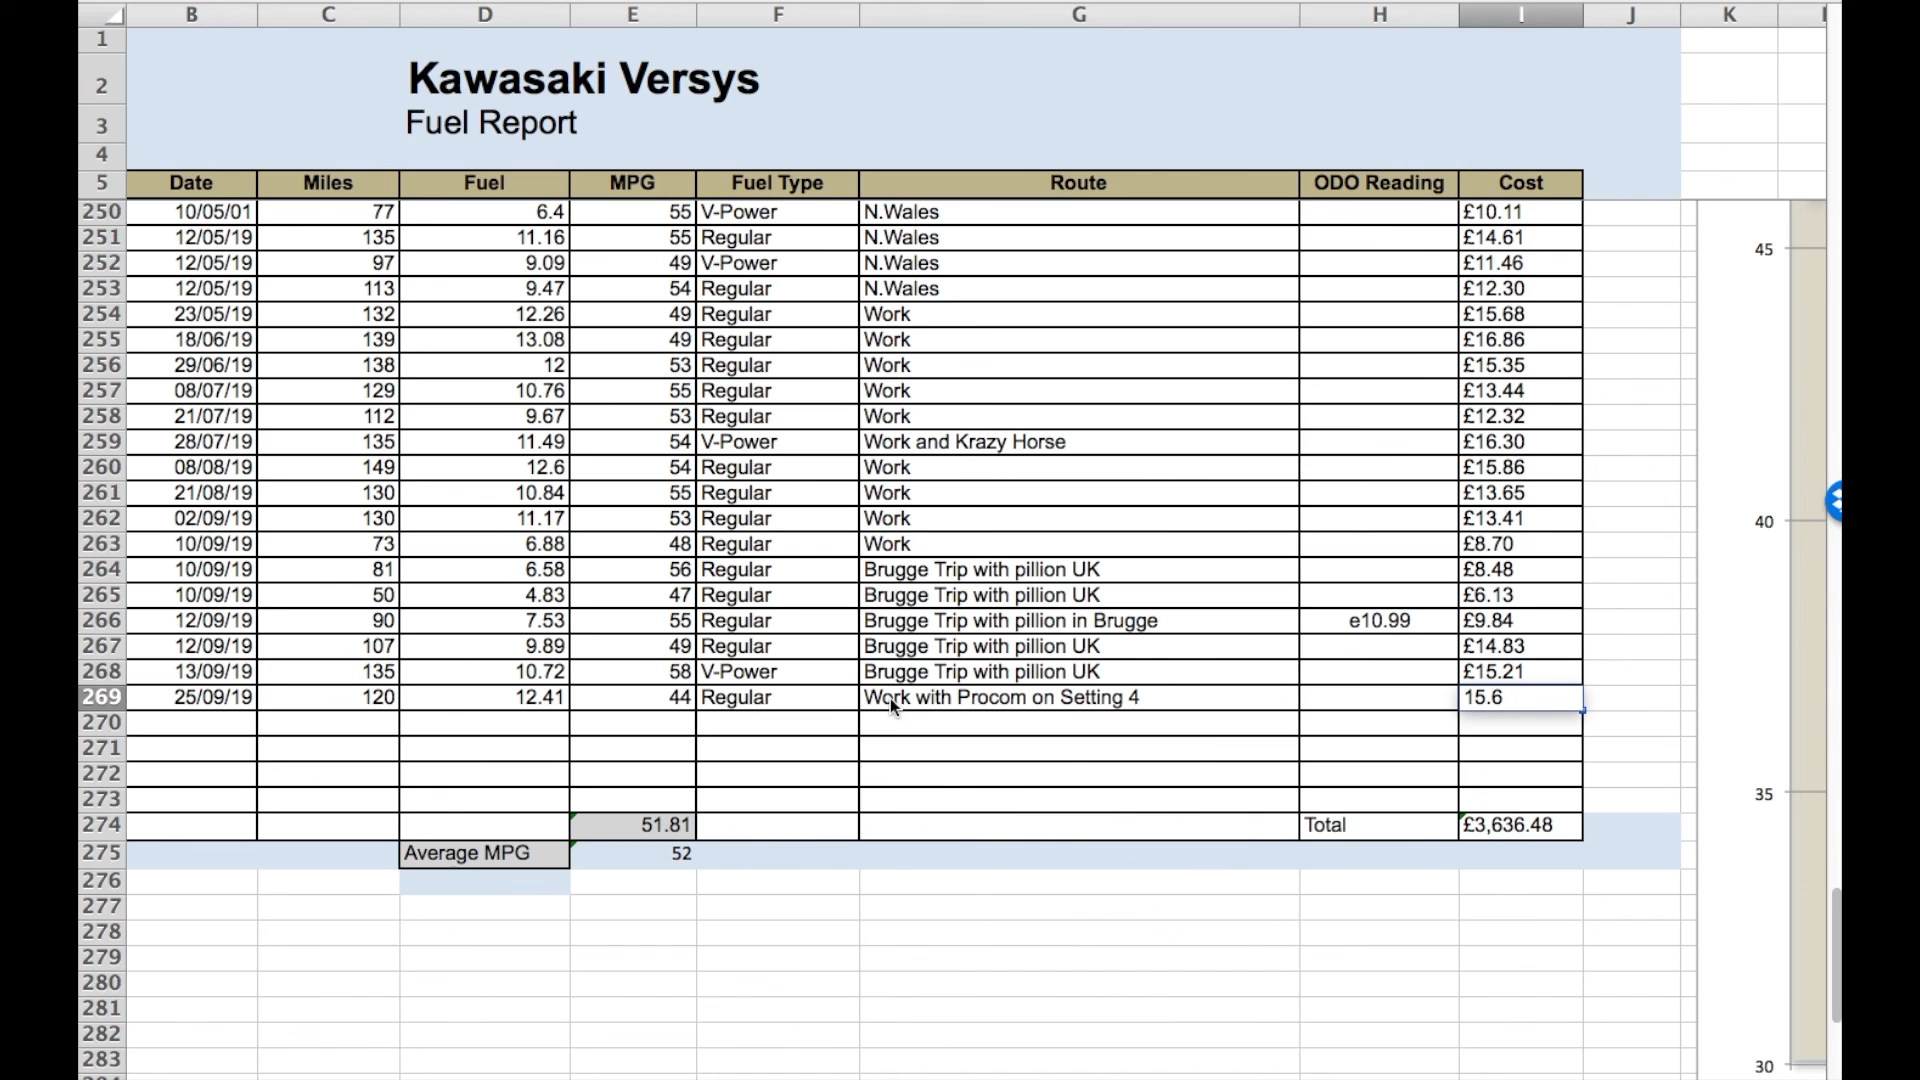 B C D E F G H I J K
1
2 Kawasaki Versys
3 Fuel Report
4
5 Date Miles Fuel MPG Fuel Type Route ODO Reading Cost
250 10/05/01 77 6.4 55 V-Power N.Wales £10.11
251 12/05/19 135 11.16 55 Regular N.Wales £14.61
45
252 12/05/19 97 9.09 49 V-Power N.Wales £11.46
253 12/05/19 113 9.47 54 Regular N.Wales £12.30
254 23/05/19 132 12.26 49 Regular Work £15.68
255 18/06/19 139 13.08 49 Regular Work £16.86
256 29/06/19 138 12 53 Regular Work £15.35
257 08/07/19 129 10.76 55 Regular Work £13.44
258 21/07/19 112 9.67 53 Regular Work £12.32
259 28/07/19 135 11.49 54 V-Power Work and Krazy Horse £16.30
260 08/08/19 149 12.6 54 Regular Work £15.86
261 21/08/19 130 10.84 55 Regular Work £13.65
262 02/09/19 130 11.17 53 Regular Work £13.41
40
263 10/09/19 73 6.88 48 Regular Work £8.70
264 10/09/19 81 6.58 56 Regular Brugge Trip with pillion UK £8.48
265 10/09/19 50 4.83 47 Regular Brugge Trip with pillion UK £6.13
266 12/09/19 90 7.53 55 Regular Brugge Trip with pillion in Brugge e10.99 £9.84
267 12/09/19 107 9.89 49 Regular Brugge Trip with pillion UK £14.83
268 13/09/19 135 10.72 58 V-Power Brugge Trip with pillion UK £15.21
269 25/09/19 120 12.41 44 Regular Work with Procom on Setting 4 15.6
270
271
272
273
35
274 51.81 Total £3,636.48
275 Average MPG 52
276
277
278
279
280
281
282
283
30